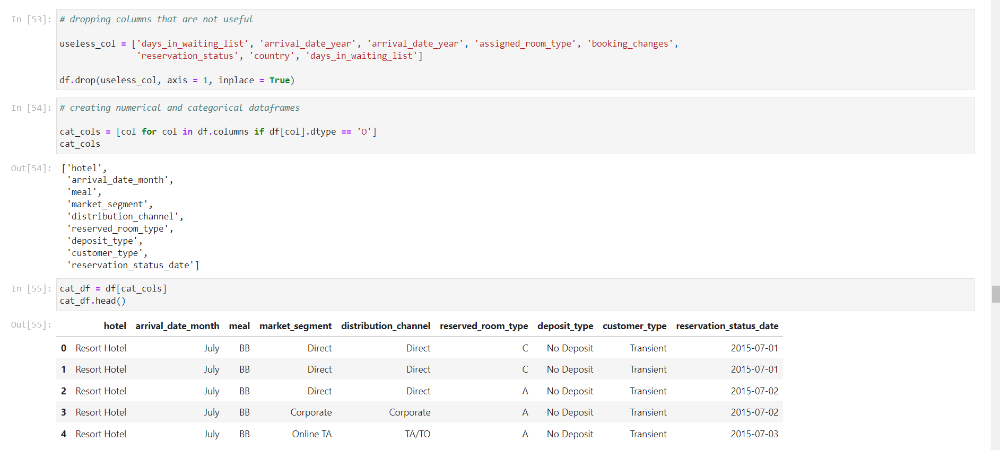 In [53]: # dropping columns that are not useful
useless_col = ['days_in_waiting_list', 'arrival_date_year', 'arrival_date_year', 'assigned_room_type', 'booking_changes',
'reservation_status', 'country', 'days_in_waiting_list']
df.drop(useless_col, axis = 1, inplace = True)
In [54]: # creating numerical and categorical dataframes
cat_cols = [col for col in df.columns if df[col].dtype == 'O']
cat_cols
Out[54]: ['hotel',
'arrival_date_month',
'meal',
'market_segment',
'distribution_channel',
'reserved_room_type',
'deposit_type',
'customer_type',
'reservation_status_date']
In [55]: cat_df = df[cat_cols]
cat_df.head()
Out[55]: hotel arrival_date_month meal market_segment distribution_channel reserved_room_type deposit_type customer_type reservation_status_date
0 Resort Hotel July BB Direct Direct C No Deposit Transient 2015-07-01
1 Resort Hotel July BB Direct Direct C No Deposit Transient 2015-07-01
2 Resort Hotel July BB Direct Direct A No Deposit Transient 2015-07-02
3 Resort Hotel July BB Corporate Corporate A No Deposit Transient 2015-07-02
4 Resort Hotel July BB Online TA TA/TO A No Deposit Transient 2015-07-03